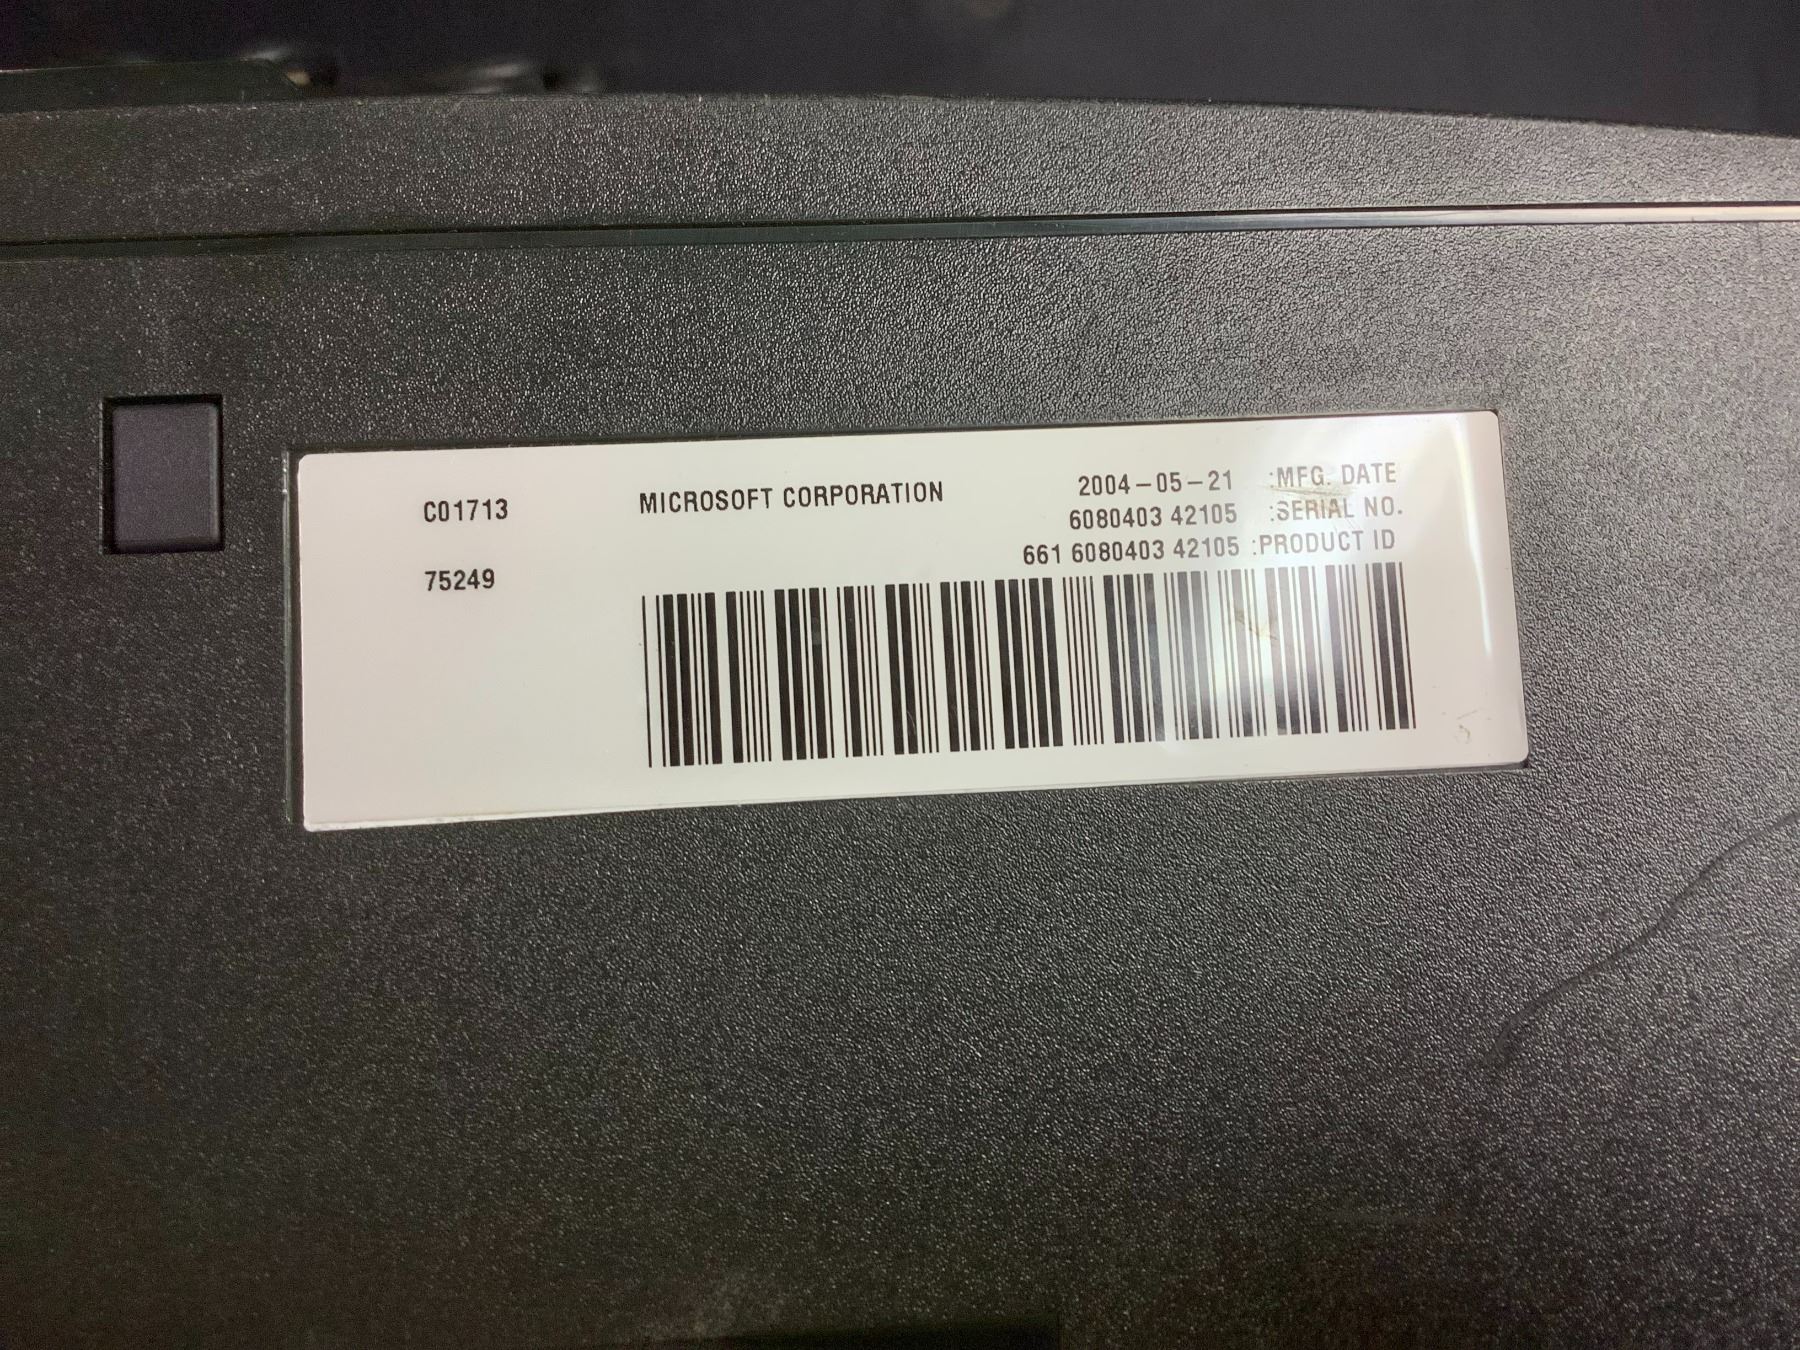 C01713
75249
MICROSOFT CORPORATION
2004-05-21 :MFG. DATE
6080403 42105 :SERIAL NO.
661 6080403 42105 :PRODUCT ID